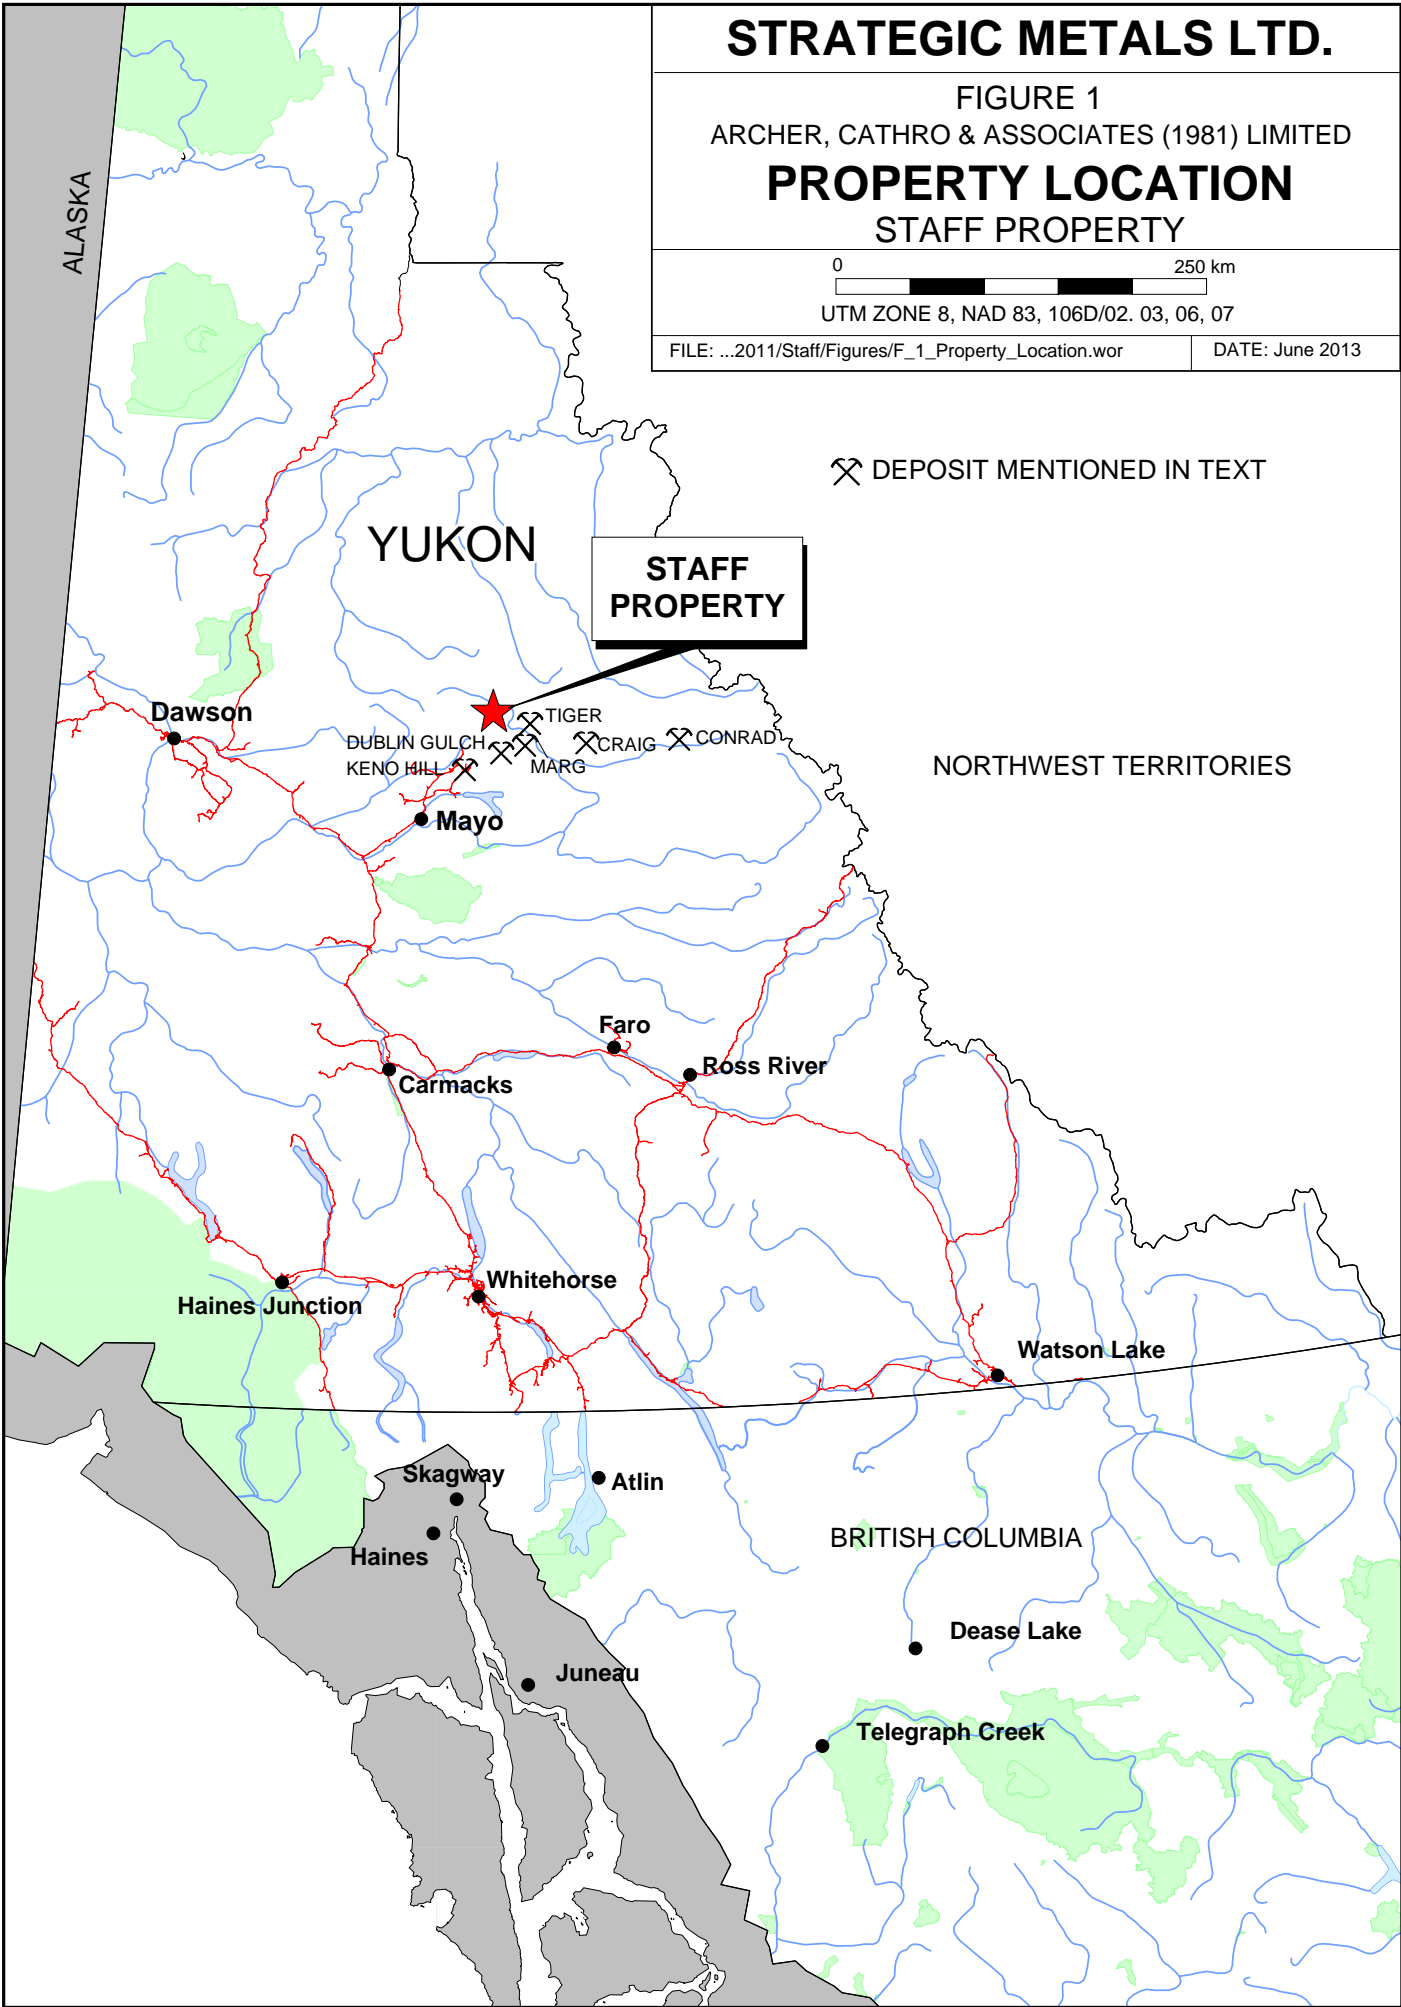 STRATEGIC METALS LTD.
FIGURE 1
ARCHER, CATHRO & ASSOCIATES (1981) LIMITED
PROPERTY LOCATION
STAFF PROPERTY
0 250 km
UTM ZONE 8, NAD 83, 106D/02. 03, 06, 07
FILE: ...2011/Staff/Figures/F_1_Property_Location.wor DATE: June 2013
ALASKA
DEPOSIT MENTIONED IN TEXT
YUKON
STAFF
PROPERTY
Dawson
TIGER
DUBLIN GULCH
CRAIG
CONRAD
KENO HILL
MARG
NORTHWEST TERRITORIES
Mayo
Faro
Ross River
Carmacks
Whitehorse
Haines Junction
Watson Lake
Skagway
Atlin
BRITISH COLUMBIA
Haines
Dease Lake
Juneau
Telegraph Creek